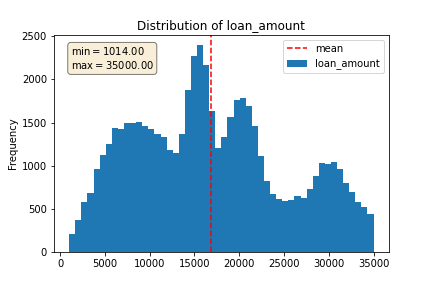 Distribution of loan_amount
min = 1014.00
max = 35000.00
mean
loan_amount
Frequency
2500
2000
1500
1000
500
0
0 5000 10000 15000 20000 25000 30000 35000